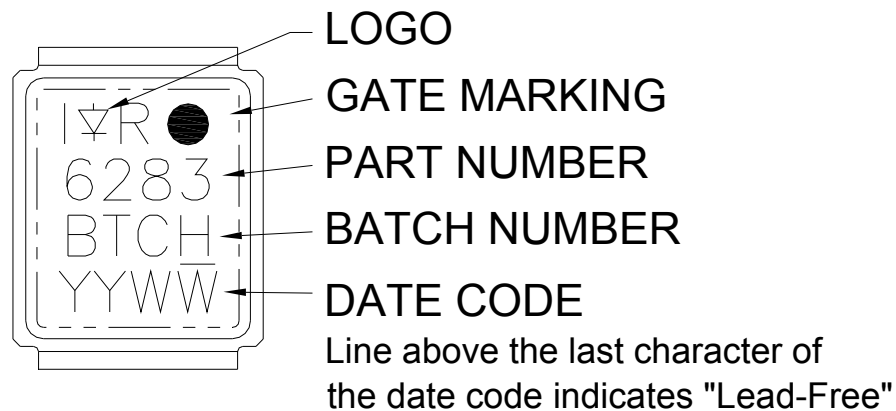 LOGO
I R
GATE MARKING
6283
PART NUMBER
BTCH
BATCH NUMBER
YYWW̅
DATE CODE
Line above the last character of
the date code indicates "Lead-Free"